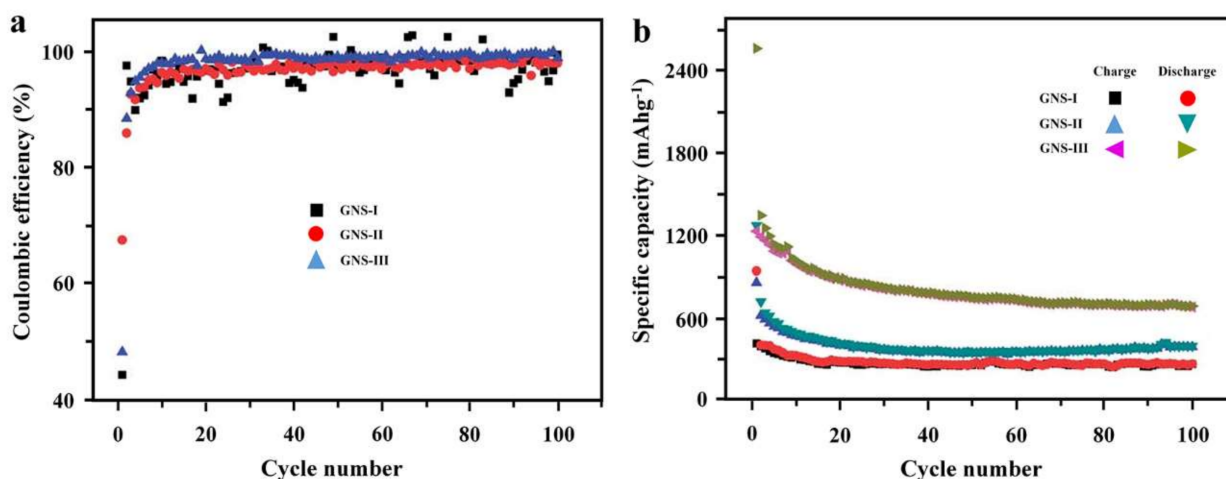 a
Coulombic efficiency (%)
100
80
60
40
GNS-I
GNS-II
GNS-III
0 20 40 60 80 100
Cycle number
b
Specific capacity (mAhg-1)
2400
1800
1200
600
0
Charge Discharge
GNS-I
GNS-II
GNS-III
0 20 40 60 80 100
Cycle number